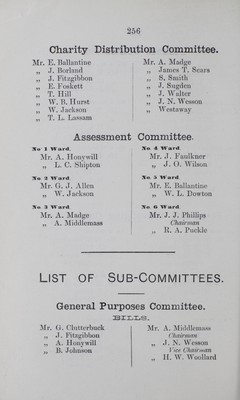 256
Charity Distribution Committee.
Mr. E. Ballantine
„ J. Borland
„ J. Fitzgibbon
„ E. Foskett
„ T. Hill
„ W. B. Hurst
„ W. Jackson
„ T. L. Lassam
Mr. A. Madge
„ James T. Scars
„ S. Smith
„ J. Sugden
„ J. Walter
„ J. N. Wesson
„ Westaway
Assessment Committee.
No 1 Ward.
Mr. A. Honywill
„ L. C. Shipton
No 2 Ward.
Mr. G. J. Allen
„ W. Jackson
No 3 Ward.
Mr. A. Madge
„ A. Middlemass
No 4 Ward
Mr. J. Faulkner
„ J. O. Wilson
No 5 Ward
Mr. E. Ballantine
„ W. L. Dowton
No. 6 Ward.
Mr. J. J. Phillips
Chairman
„ R. A. Puckle
LIST OF SUB-COMMITTEES.
General Purposes Committee.
BILLS.
Mr. G. Clutterbuck
„ J. Fitzgibbon
„ A. Honywill
„ B. Johnson
Mr. A. Middlemass
Chairman
„ J. N. Wesson
Vice Chairman
„ H. W. Woollard